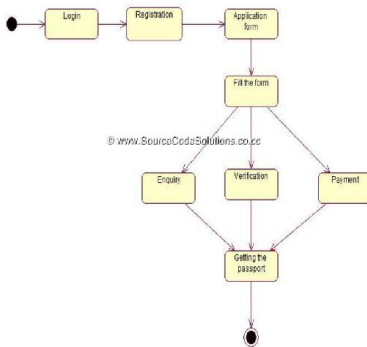 Login
Registration
Application
form
Fill the form
© www.SourceCodeSolutions.co.cc
Enquiry
Verification
Payment
Getting the
passport